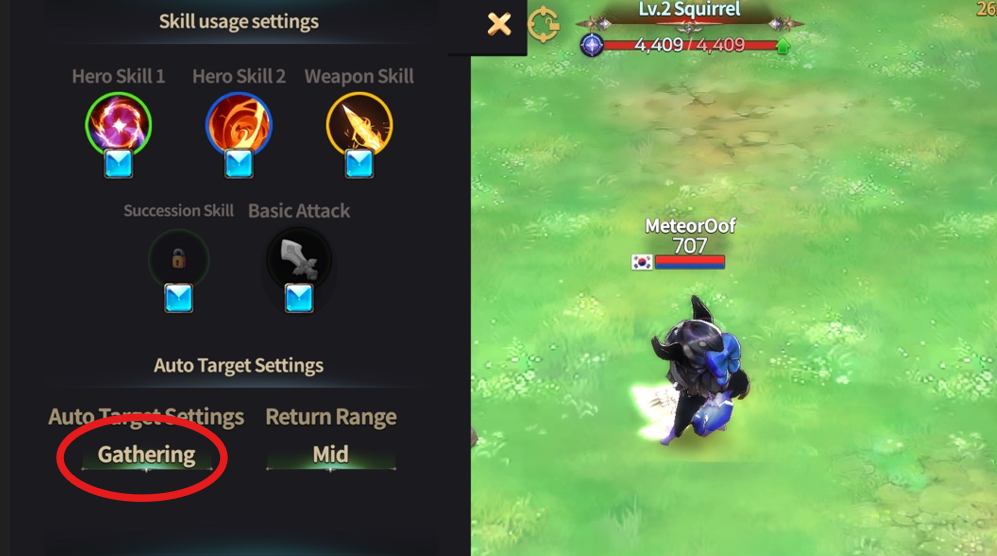 Skill usage settings
Hero Skill 1
Hero Skill 2
Weapon Skill
Succession Skill
Basic Attack
Auto Target Settings
Auto Target Settings
Return Range
Gathering
Mid
Lv.2 Squirrel
4,409 / 4,409
26
MeteorOof
707